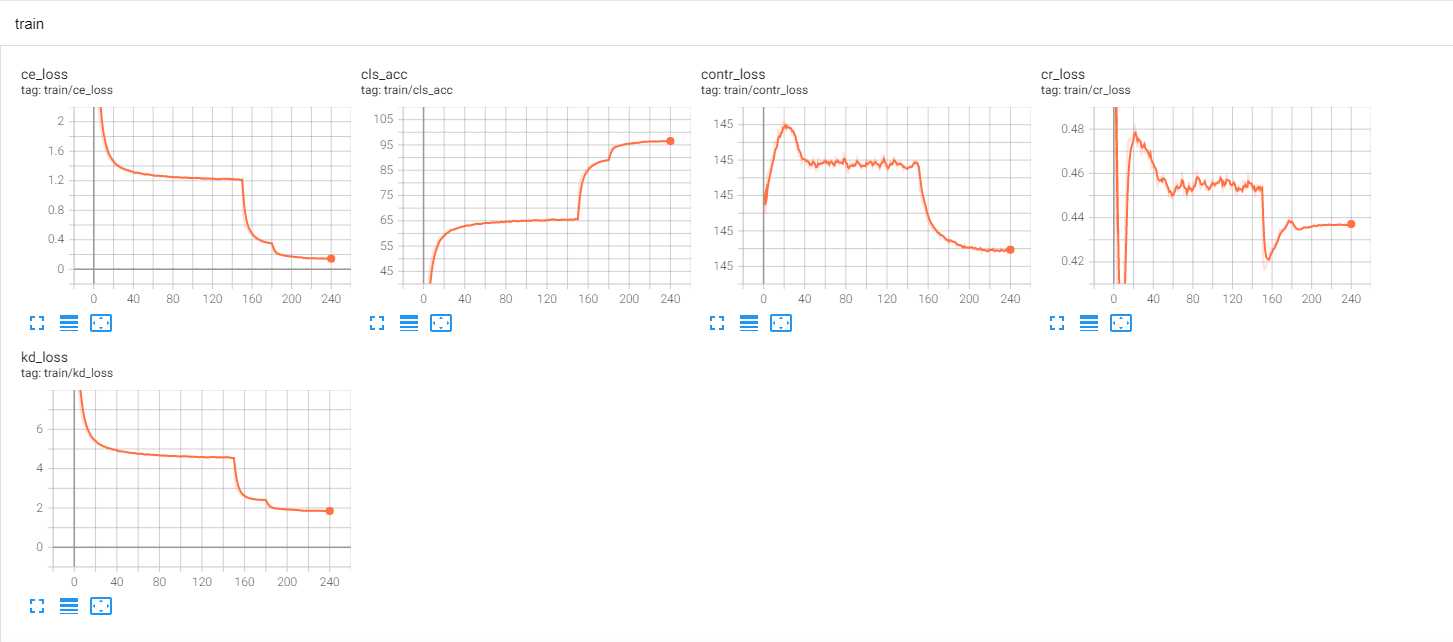 train
ce_loss
tag: train/ce_loss
2
1.6
1.2
0.8
0.4
0
0 40 80 120 160 200 240
cls_acc
tag: train/cls_acc
105
95
85
75
65
55
45
0 40 80 120 160 200 240
contr_loss
tag: train/contr_loss
145
145
145
145
145
0 40 80 120 160 200 240
cr_loss
tag: train/cr_loss
0.48
0.46
0.44
0.42
0 40 80 120 160 200 240
kd_loss
tag: train/kd_loss
6
4
2
0
0 40 80 120 160 200 240